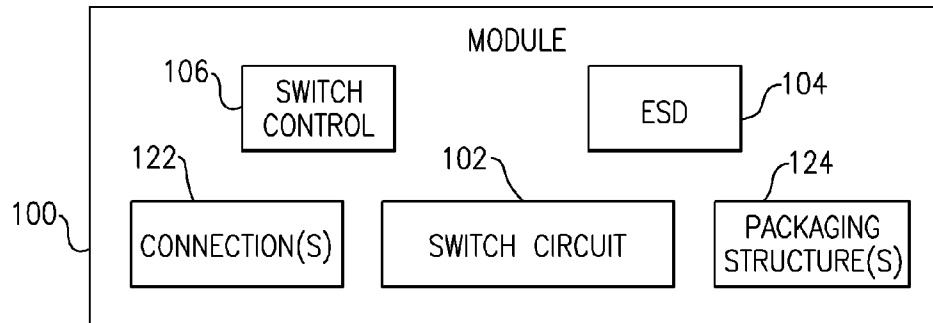 MODULE
106
SWITCH
CONTROL
ESD
104
122
102
124
100
CONNECTION(S)
SWITCH CIRCUIT
PACKAGING
STRUCTURE(S)